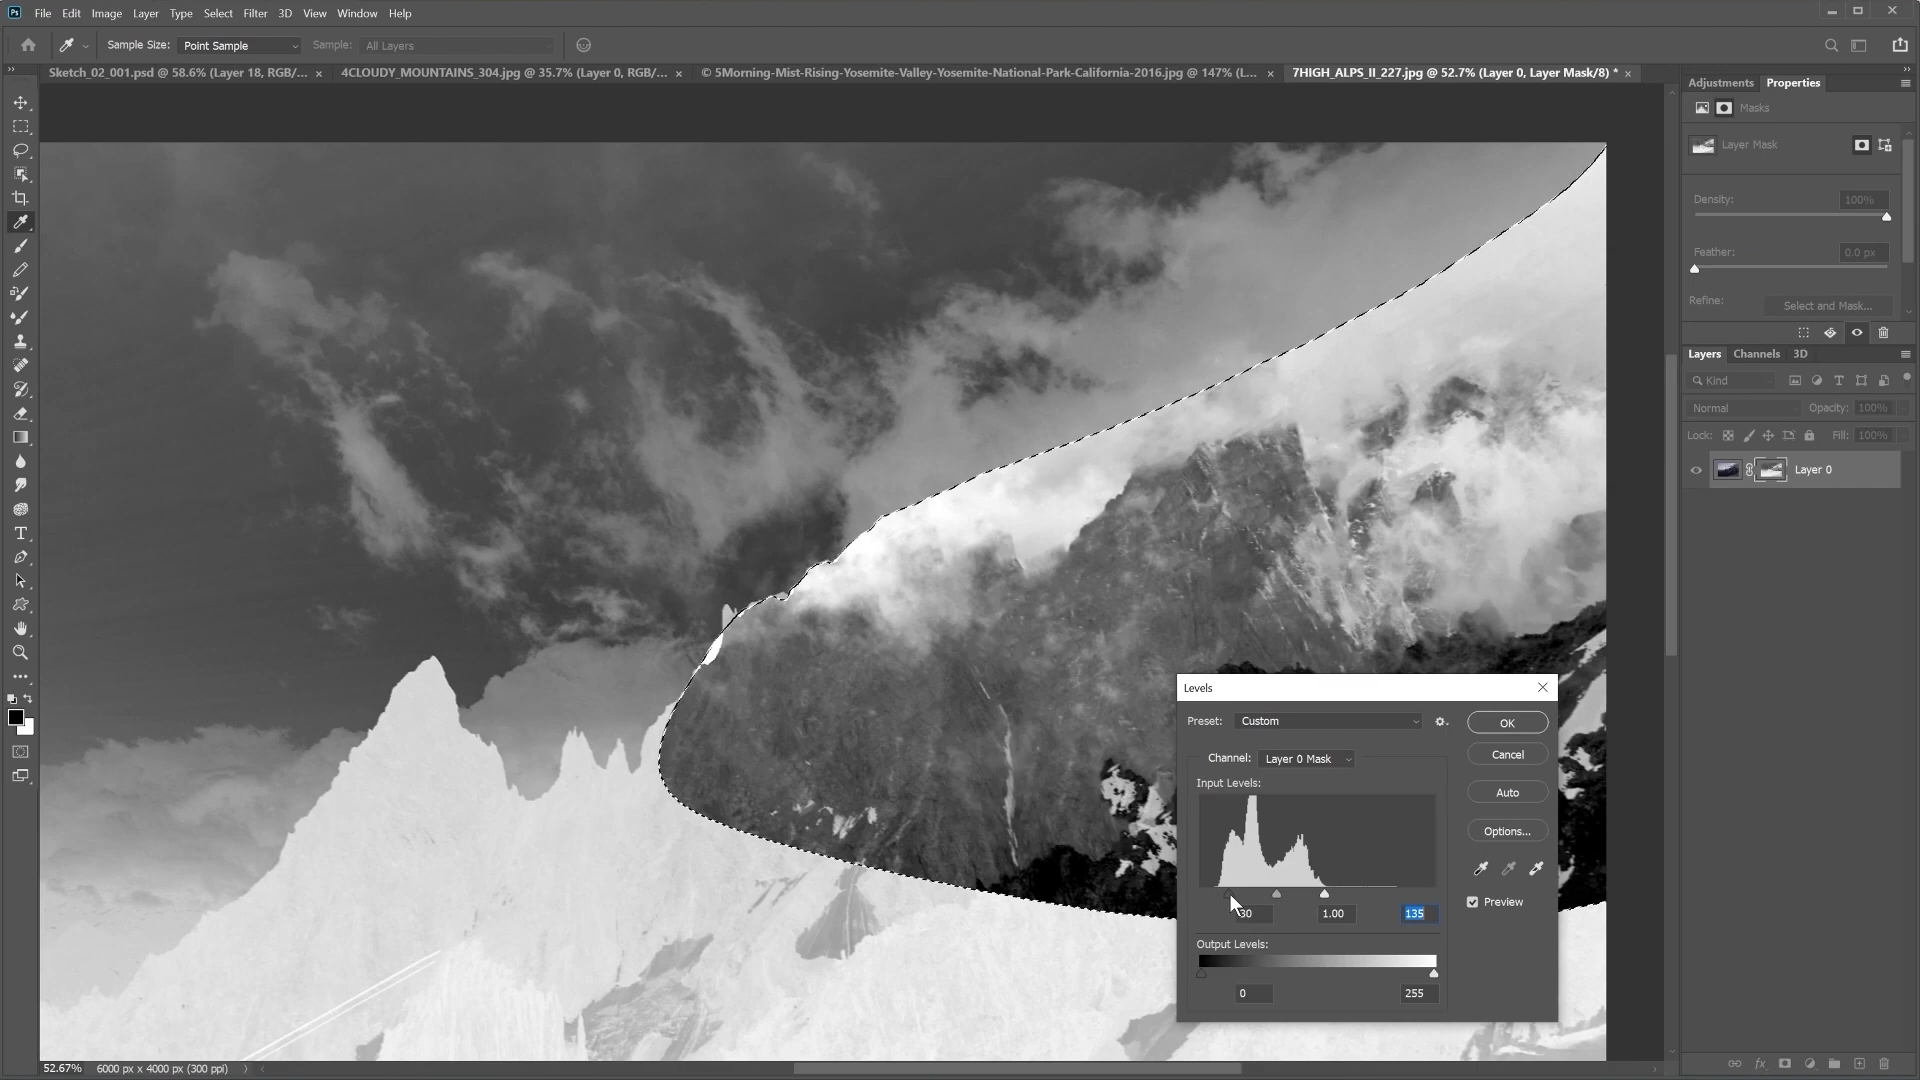 Ps File Edit Image Layer Type Select Filter 3D View Window Help
Sample Size: Point Sample Sample: All Layers
Sketch_02_001.psd @ 58.6% (Layer 18, RGB/... × 4CLOUDY_MOUNTAINS_304.jpg @ 35.7% (Layer 0, RGB/... × © 5Morning-Mist-Rising-Yosemite-Valley-Yosemite-National-Park-California-2016.jpg @ 147% (L... × 7HIGH_ALPS_II_227.jpg @ 52.7% (Layer 0, Layer Mask/8) * ×
Adjustments Properties
Masks
Layer Mask
Density: 100%
Feather: 0.0 px
Refine: Select and Mask...
Layers Channels 3D
Kind
Normal Opacity: 100%
Lock: Fill: 100%
Layer 0
Levels
Preset: Custom OK
Channel: Layer 0 Mask Cancel
Input Levels:
Auto
Options...
Preview
30 1.00 135
Output Levels:
0 255
52.67% 6000 px x 4000 px (300 ppi)